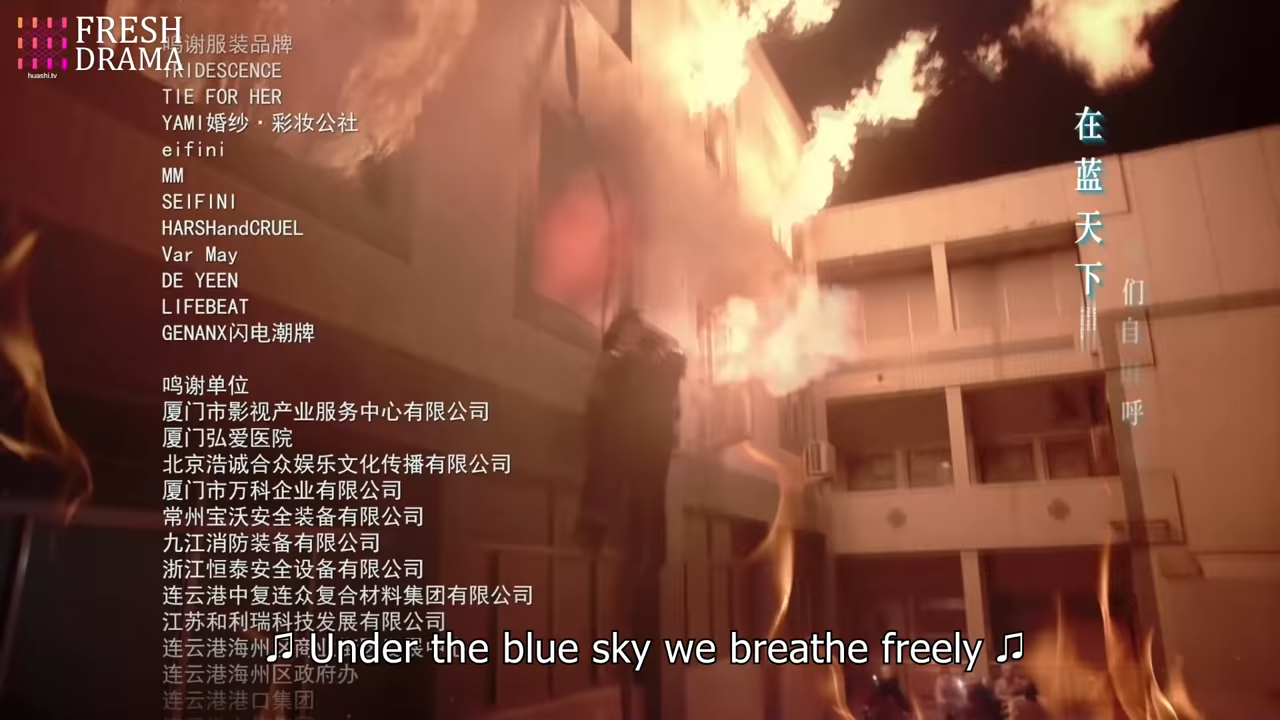 FRESH
DRAMA
huashi.tv
鸣谢服装品牌
IRIDESCENCE
TIE FOR HER
YAMI婚纱·彩妆公社
eifini
MM
SEIFINI
HARSHandCRUEL
Var May
DE YEEN
LIFEBEAT
GENANX闪电潮牌
鸣谢单位
厦门市影视产业服务中心有限公司
厦门弘爱医院
北京浩诚合众娱乐文化传播有限公司
厦门市万科企业有限公司
常州宝沃安全装备有限公司
九江消防装备有限公司
浙江恒泰安全设备有限公司
连云港中复连众复合材料集团有限公司
江苏和利瑞科技发展有限公司
连云港海州区商
连云港海州区政府办
连云港港口集团
在蓝天下
们自 呼
♫ Under the blue sky we breathe freely ♫